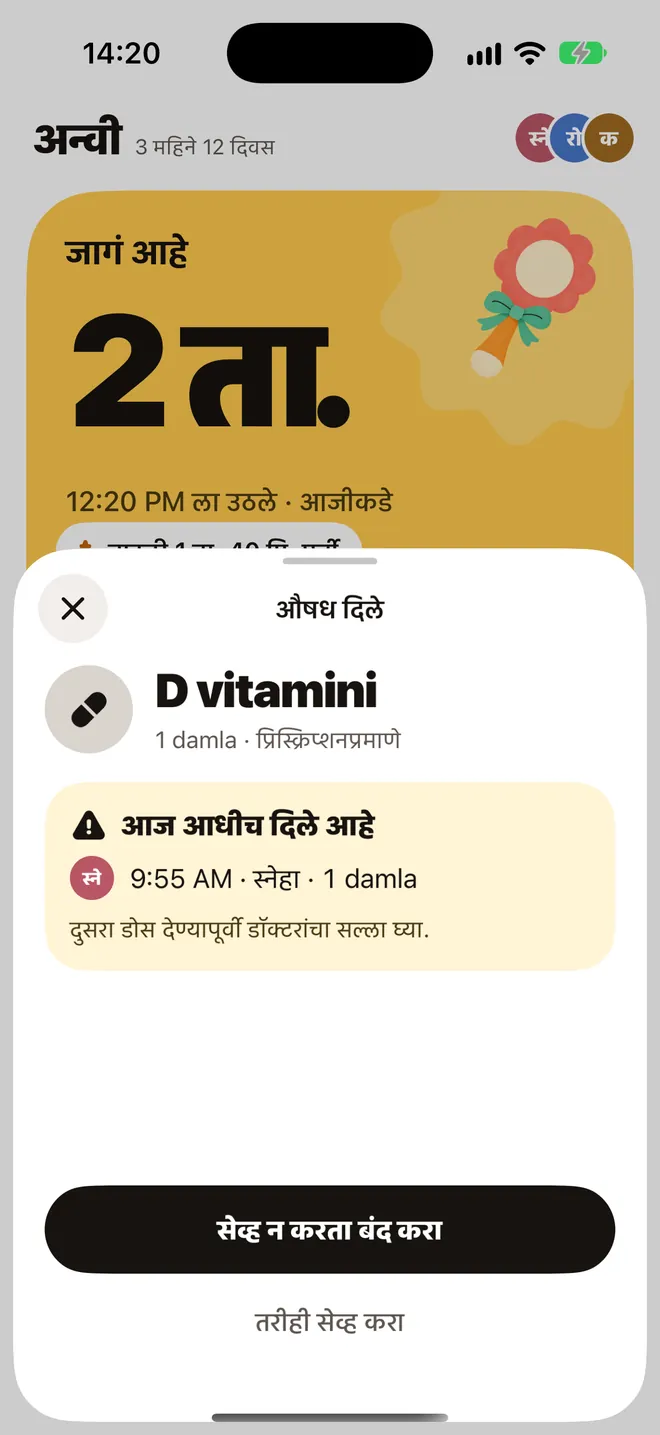 14:20
अन्वी 3 महिने 12 दिवस
स्ने रो क
जागं आहे
2 ता.
12:20 PM ला उठले · आजीकडे
औषध दिले
D vitamini
1 damla · प्रिस्क्रिप्शनप्रमाणे
आज आधीच दिले आहे
स्ने 9:55 AM · स्नेहा · 1 damla
दुसरा डोस देण्यापूर्वी डॉक्टरांचा सल्ला घ्या.
सेव्ह न करता बंद करा
तरीही सेव्ह करा